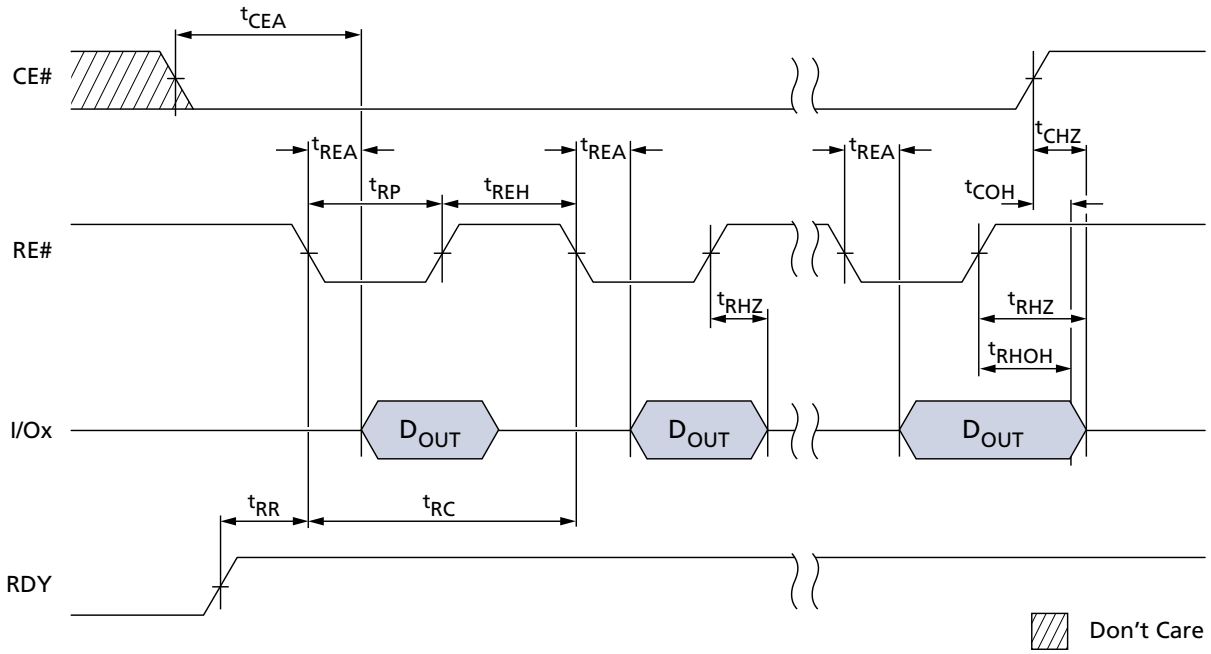 tCEA
CE#
tREA
tREA
tREA
tCHZ
tRP
tREH
tCOH
RE#
tRHZ
tRHZ
tRHOH
I/Ox
DOUT
DOUT
DOUT
tRR
tRC
RDY
Don't Care